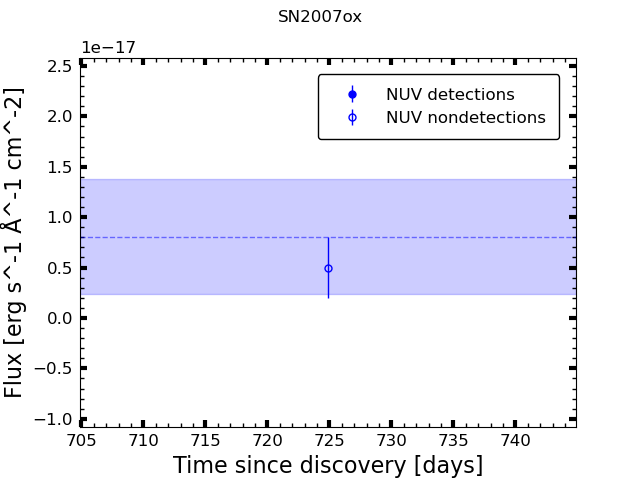 SN2007ox
1e−17
2.5
2.0
1.5
1.0
0.5
0.0
−0.5
−1.0
Flux [erg s^-1 Å^-1 cm^-2]
NUV detections
NUV nondetections
705 710 715 720 725 730 735 740
Time since discovery [days]